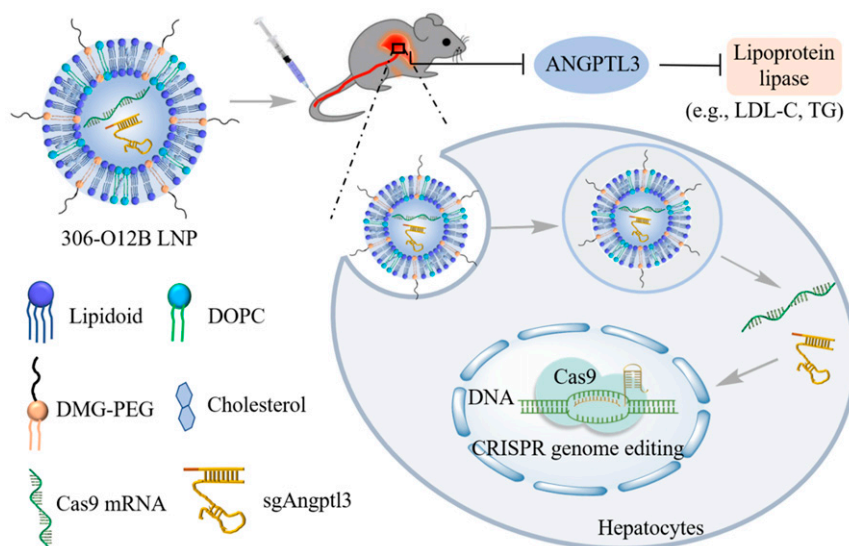 ANGPTL3
Lipoprotein
lipase
(e.g., LDL-C, TG)
306-O12B LNP
Lipidoid
DOPC
DMG-PEG
Cholesterol
Cas9 mRNA
sgAngptl3
Cas9
DNA
CRISPR genome editing
Hepatocytes